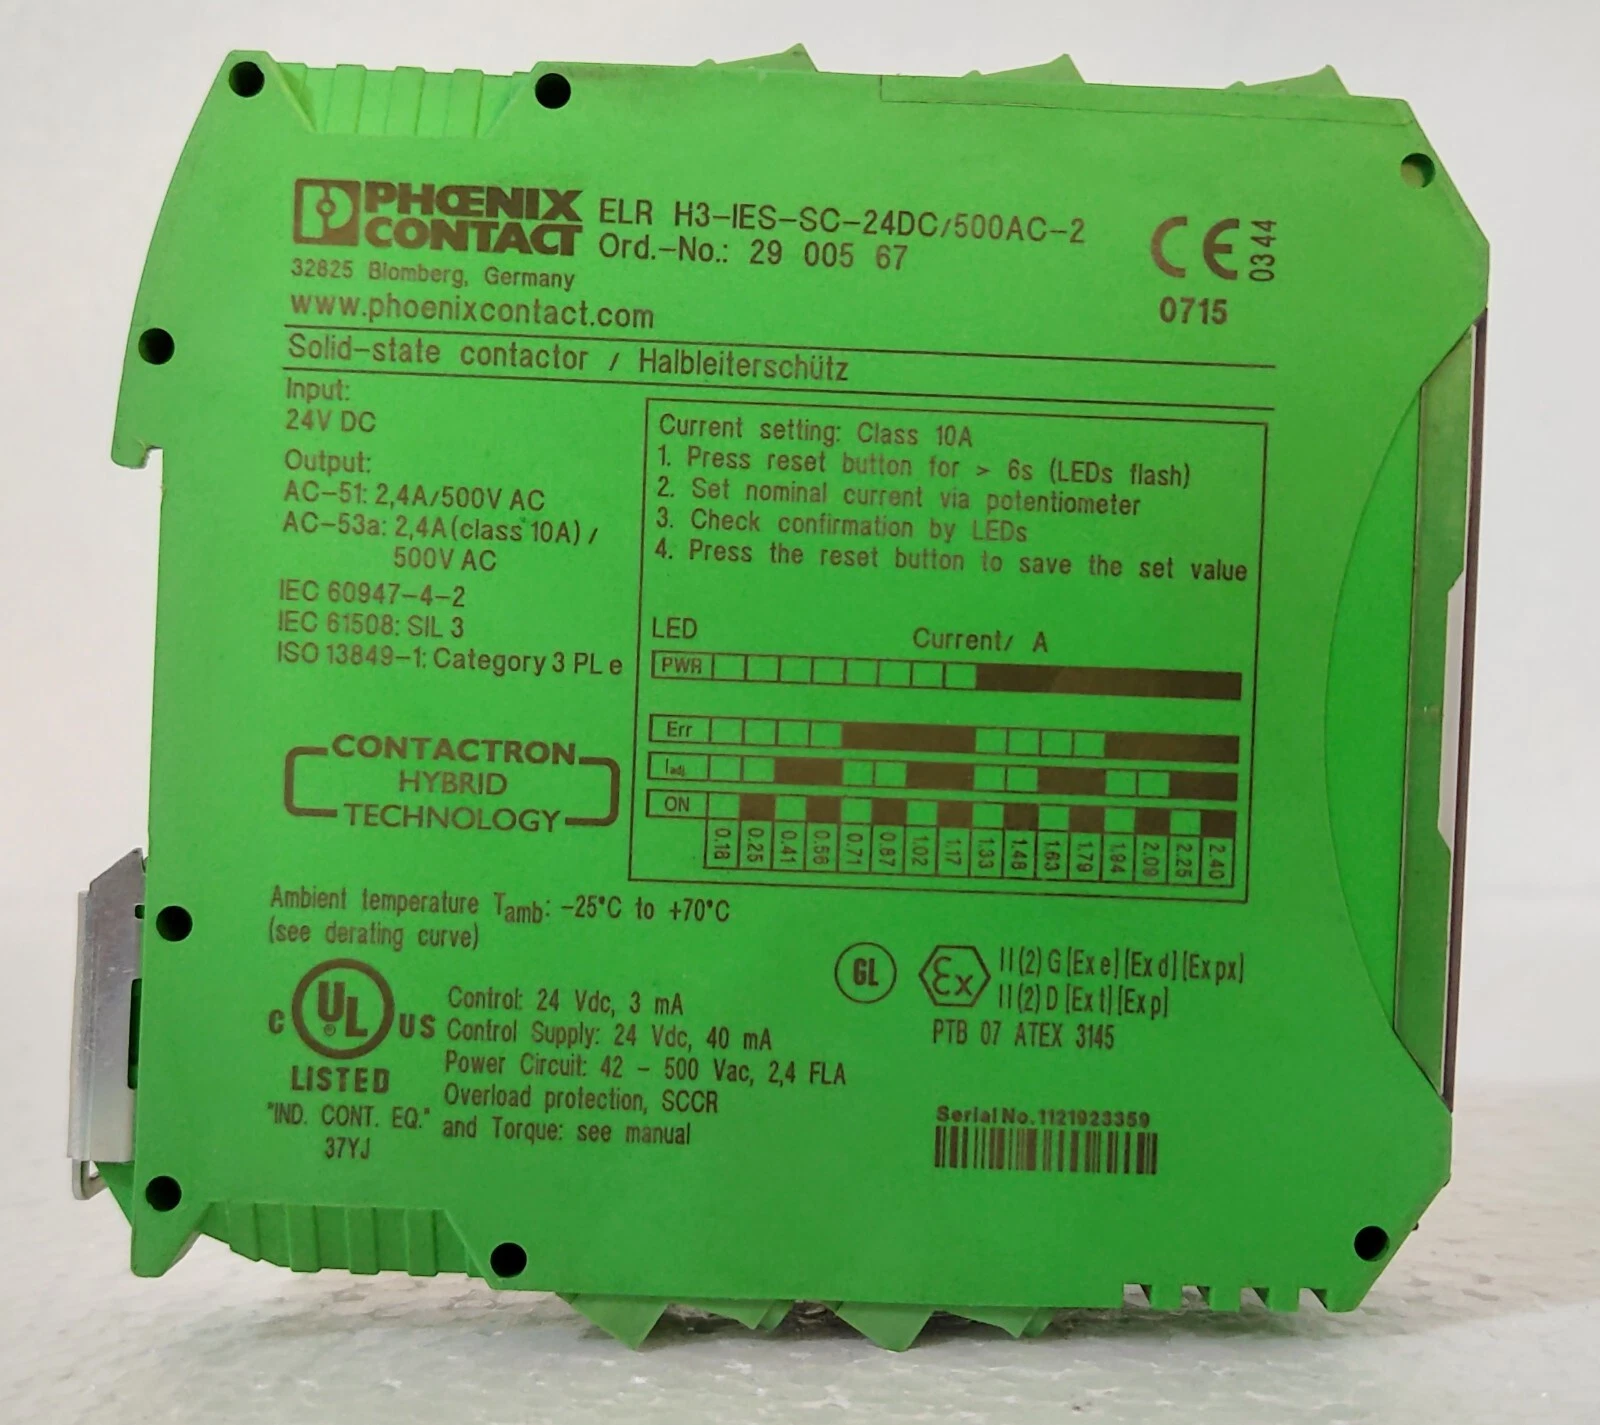 PHŒNIX
CONTACT
ELR H3-IES-SC-24DC/500AC-2
Ord.-No.: 29 005 67
32825 Blomberg, Germany
www.phoenixcontact.com
CE 0344
0715
Solid-state contactor / Halbleiterschütz
Input:
24V DC
Output:
AC-51: 2,4A/500V AC
AC-53a: 2,4A(class 10A) /
500V AC
IEC 60947-4-2
IEC 61508: SIL 3
ISO 13849-1: Category 3 PL e
CONTACTRON
HYBRID
TECHNOLOGY
Current setting: Class 10A
1. Press reset button for > 6s (LEDs flash)
2. Set nominal current via potentiometer
3. Check confirmation by LEDs
4. Press the reset button to save the set value
LED Current/ A
PWR
Err
Iadj.
ON
0.18 0.25 0.41 0.56 0.71 0.87 1.02 1.17 1.33 1.48 1.63 1.79 1.94 2.09 2.25 2.40
Ambient temperature Tamb: -25°C to +70°C
(see derating curve)
C UL ® US
LISTED
"IND. CONT. EQ."
37YJ
Control: 24 Vdc, 3 mA
Control Supply: 24 Vdc, 40 mA
Power Circuit: 42 - 500 Vac, 2,4 FLA
Overload protection, SCCR
and Torque: see manual
GL
Ex
II(2) G [Ex e] [Ex d] [Ex px]
II(2) D [Ex t] [Ex p]
PTB 07 ATEX 3145
Serial No. 1121923359